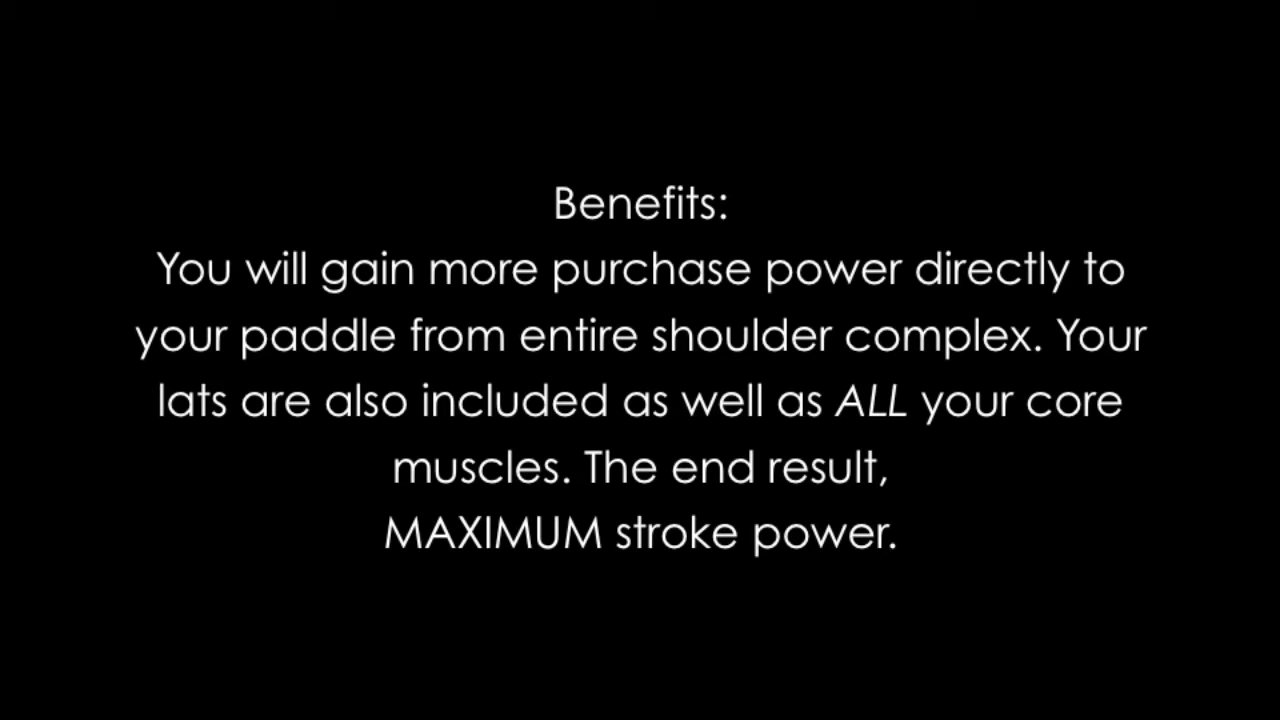 Benefits:
You will gain more purchase power directly to
your paddle from entire shoulder complex. Your
lats are also included as well as ALL your core
muscles. The end result,
MAXIMUM stroke power.